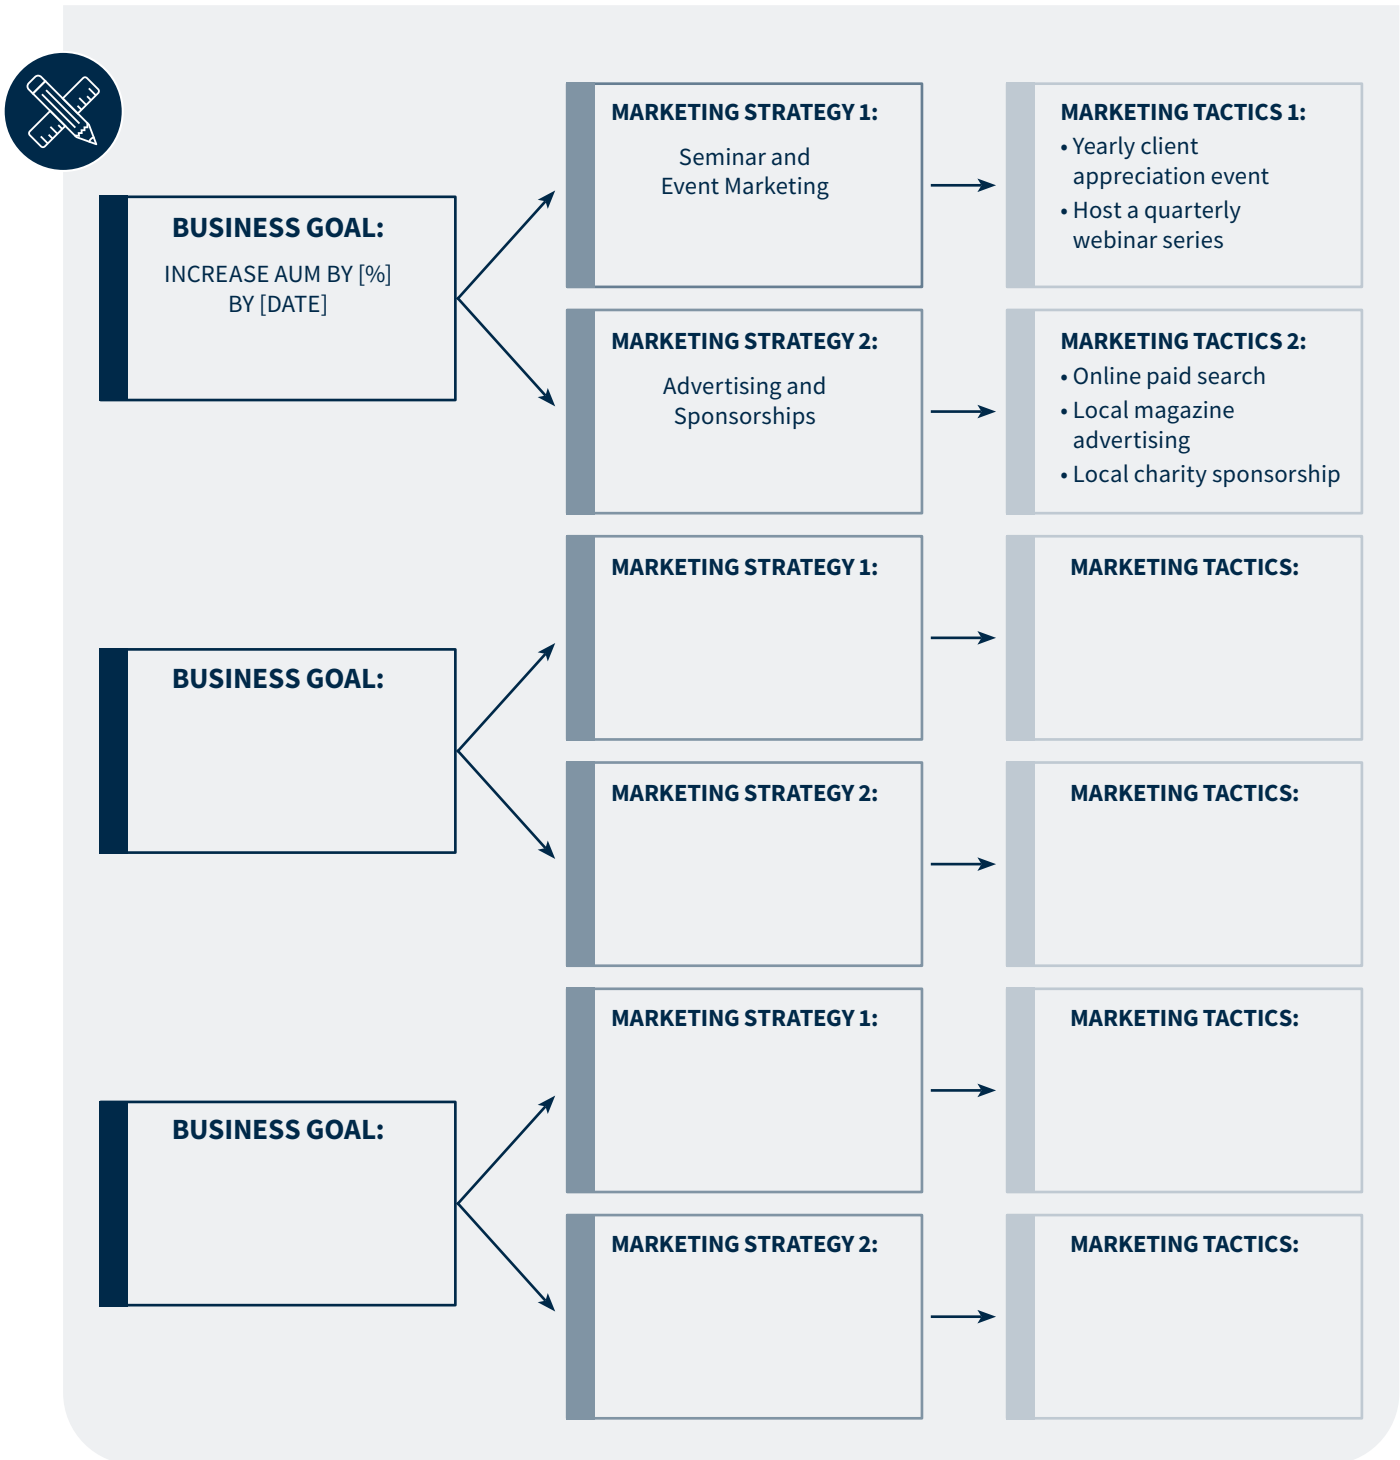 BUSINESS GOAL:
INCREASE AUM BY [%]
BY [DATE]
MARKETING STRATEGY 1:
Seminar and
Event Marketing
MARKETING TACTICS 1:
• Yearly client
appreciation event
• Host a quarterly
webinar series
MARKETING STRATEGY 2:
Advertising and
Sponsorships
MARKETING TACTICS 2:
• Online paid search
• Local magazine
advertising
• Local charity sponsorship
BUSINESS GOAL:
MARKETING STRATEGY 1:
MARKETING TACTICS:
MARKETING STRATEGY 2:
MARKETING TACTICS:
BUSINESS GOAL:
MARKETING STRATEGY 1:
MARKETING TACTICS:
MARKETING STRATEGY 2:
MARKETING TACTICS: